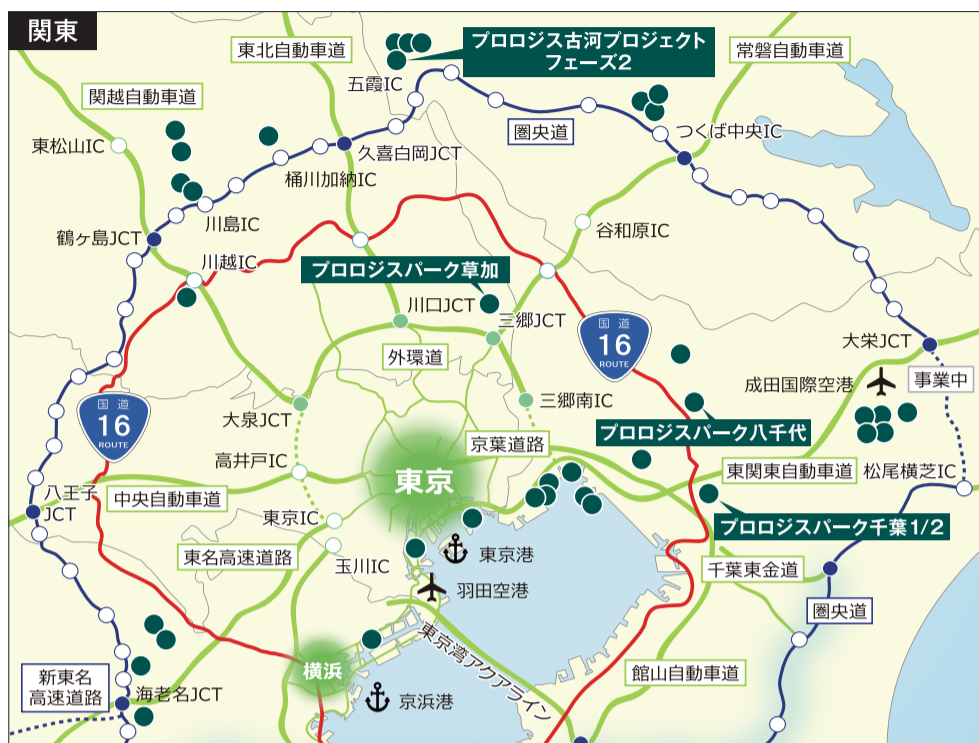 関東
東北自動車道
プロロジス古河プロジェクト
フェーズ2
常磐自動車道
五霞IC
関越自動車道
圏央道
つくば中央IC
東松山IC
久喜白岡JCT
桶川加納IC
川島IC
谷和原IC
鶴ヶ島JCT
川越IC
プロロジスパーク草加
川口JCT
三郷JCT
国道
16
ROUTE
大栄JCT
外環道
成田国際空港
事業中
国道
16
ROUTE
大泉JCT
三郷南IC
プロロジスパーク八千代
京葉道路
高井戸IC
東京
東関東自動車道
松尾横芝IC
八王子
JCT
中央自動車道
東京IC
プロロジスパーク千葉1/2
東名高速道路
玉川IC
東京港
千葉東金道
羽田空港
圏央道
東京湾アクアライン
横浜
館山自動車道
新東名
高速道路
海老名JCT
京浜港